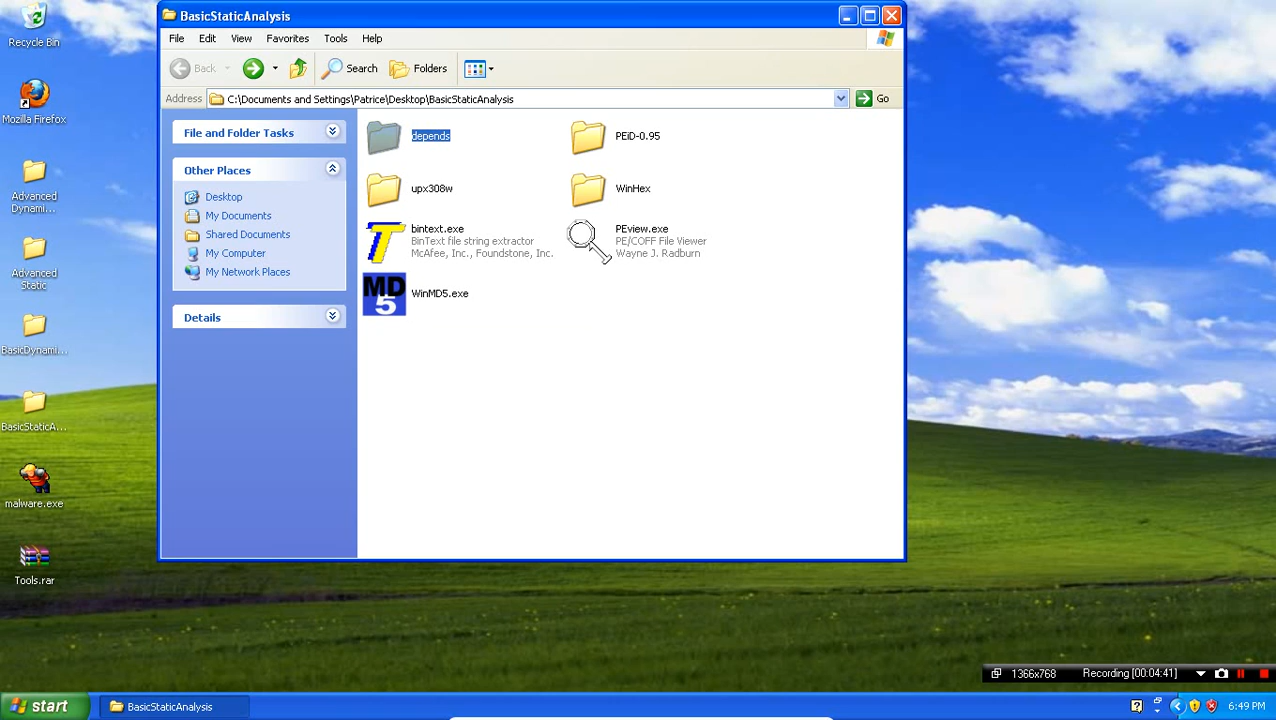 BasicStaticAnalysis
Recycle Bin
File Edit View Favorites Tools Help
Back Search Folders
Address C:\Documents and Settings\Patrice\Desktop\BasicStaticAnalysis Go
Mozilla Firefox
File and Folder Tasks
Other Places
Desktop
My Documents
Shared Documents
My Computer
My Network Places
Details
depends
PEiD-0.95
upx308w
WinHex
bintext.exe
BinText file string extractor
McAfee, Inc., Foundstone, Inc.
PEview.exe
PE/COFF File Viewer
Wayne J. Radburn
MD
5
WinMD5.exe
Advanced
Dynami...
Advanced
Static
BasicDynami...
BasicStaticA...
malware.exe
Tools.rar
1366x768 Recording [00:04:41]
start BasicStaticAnalysis 6:49 PM